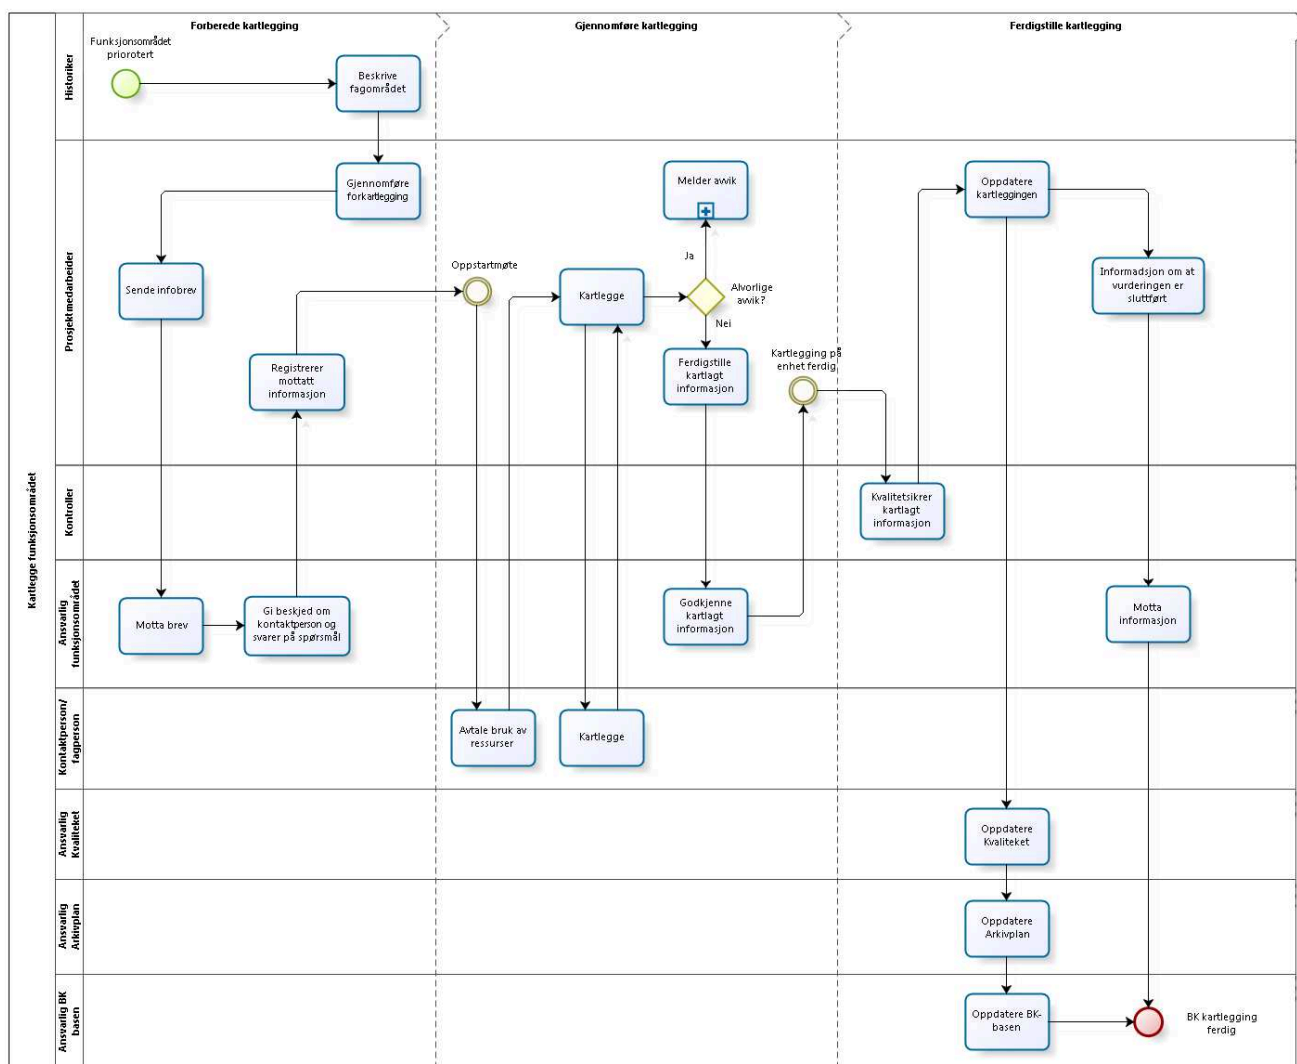 Forberede kartlegging
Gjennomføre kartlegging
Ferdigstille kartlegging
Kartlegge funksjonsområdet
Historiker
Funksjonsområdet
priorotert
Beskrive
fagområdet
Prosjektmedarbeider
Gjennomføre
forkartlegging
Sende infobrev
Registrerer
mottatt
informasjon
Oppstartmøte
Kartlegge
Melder avvik
Ja
Alvorlige
avvik?
Nei
Ferdigstille
kartlagt
informasjon
Kartlegging på
enhet ferdig
Oppdatere
kartleggingen
Informadsjon om at
vurderingen er
sluttført
Kontroller
Kvalitetsikrer
kartlagt
informasjon
Ansvarlig
funksjonsområdet
Motta brev
Gi beskjed om
kontaktperson og
svarer på spørsmål
Godkjenne
kartlagt
informasjon
Motta
informasjon
Kontaktperson/
fagperson
Avtale bruk av
ressurser
Kartlegge
Ansvarlig
Kvaliteket
Oppdatere
Kvaliteket
Ansvarlig
Arkivplan
Oppdatere
Arkivplan
Ansvarlig BK
basen
Oppdatere BK-
basen
BK kartlegging
ferdig